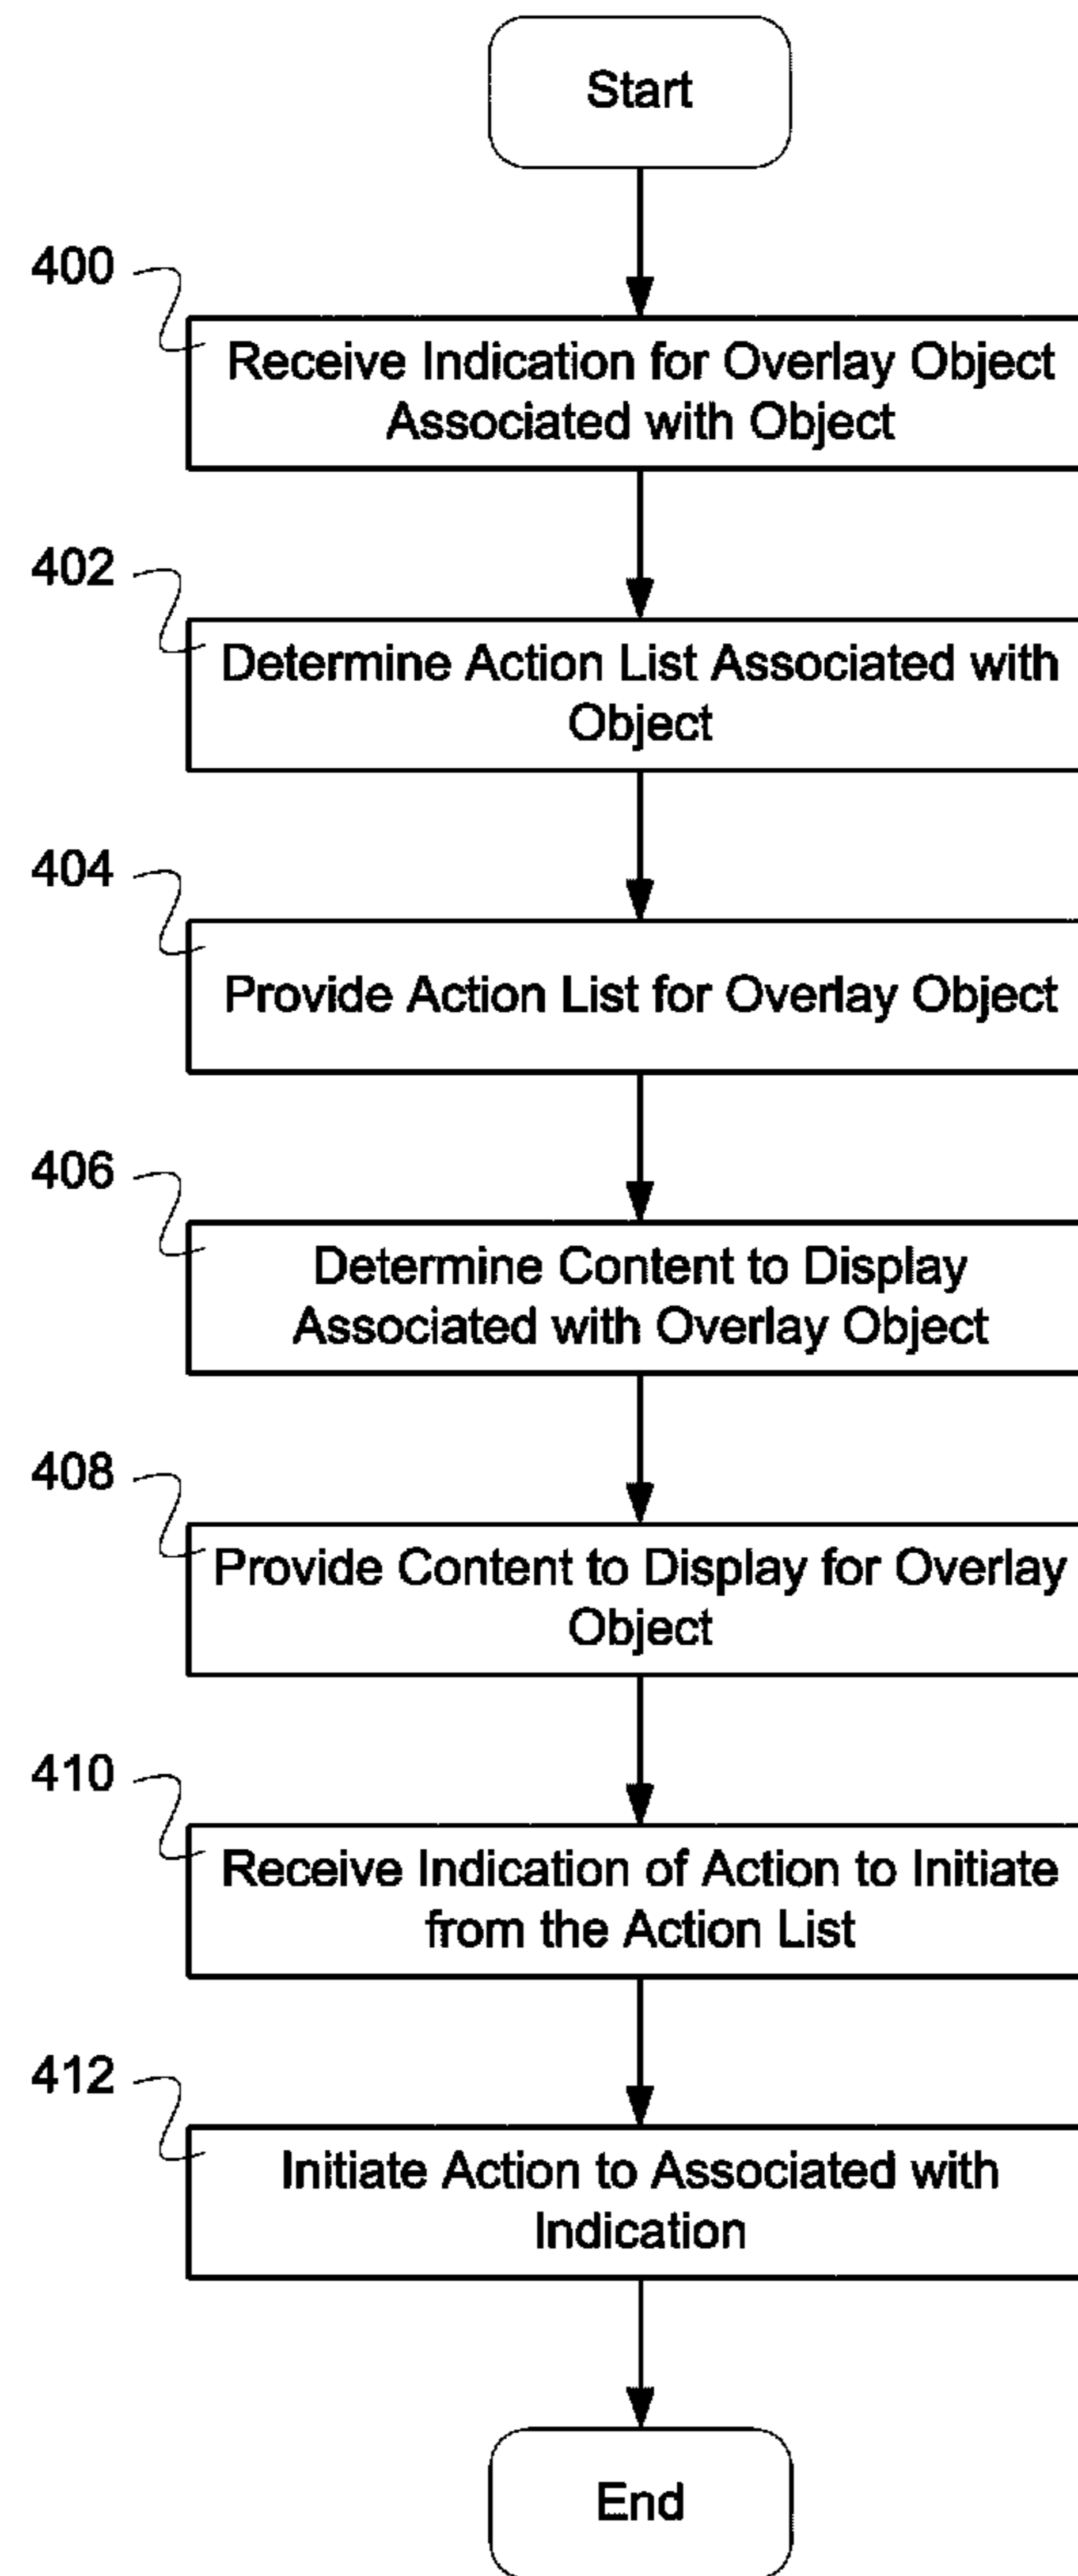 Start
400
Receive Indication for Overlay Object
Associated with Object
402
Determine Action List Associated with
Object
404
Provide Action List for Overlay Object
406
Determine Content to Display
Associated with Overlay Object
408
Provide Content to Display for Overlay
Object
410
Receive Indication of Action to Initiate
from the Action List
412
Initiate Action to Associated with
Indication
End